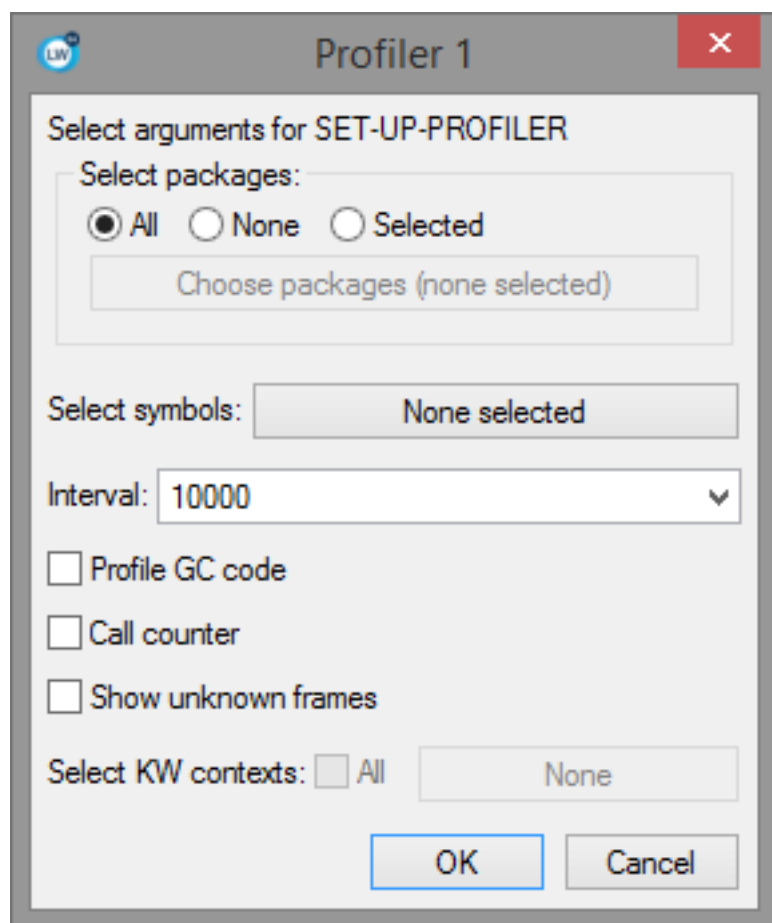 LW
Profiler 1
Select arguments for SET-UP-PROFILER
Select packages:
All None Selected
Choose packages (none selected)
Select symbols: None selected
Interval: 10000
Profile GC code
Call counter
Show unknown frames
Select KW contexts: All None
OK Cancel